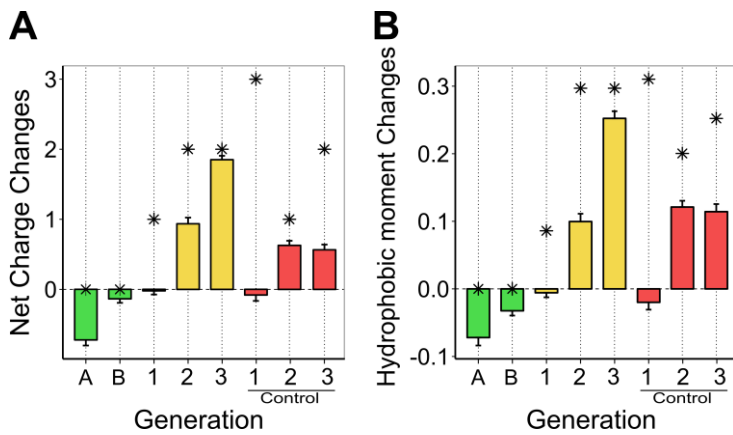 A
B
Net Charge Changes
3
2
1
0
A B 1 2 3 1 2 3
Control
Generation
Hydrophobic moment Changes
0.3
0.2
0.1
0.0
-0.1
A B 1 2 3 1 2 3
Control
Generation